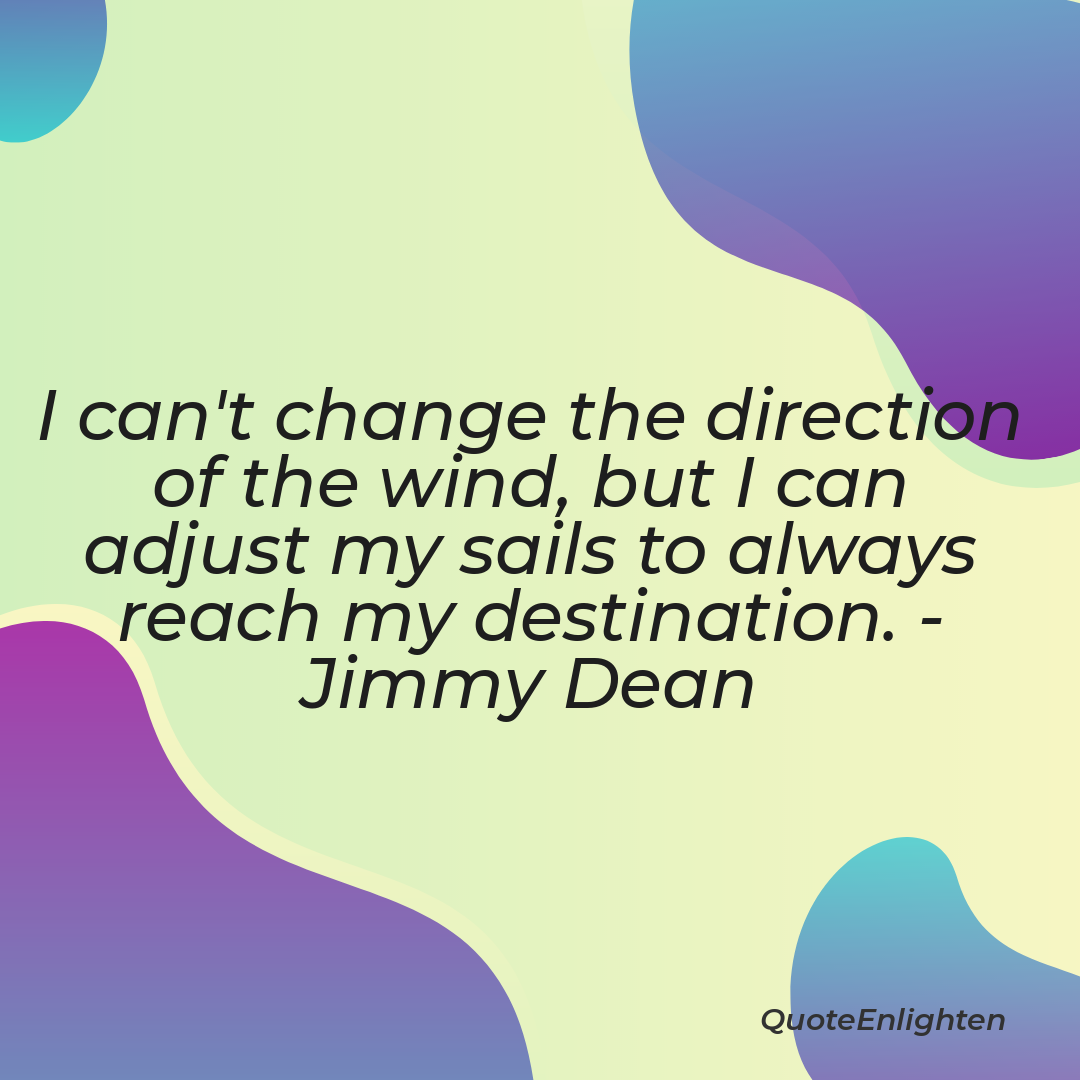 I can't change the direction
of the wind, but I can
adjust my sails to always
reach my destination. -
Jimmy Dean
QuoteEnlighten